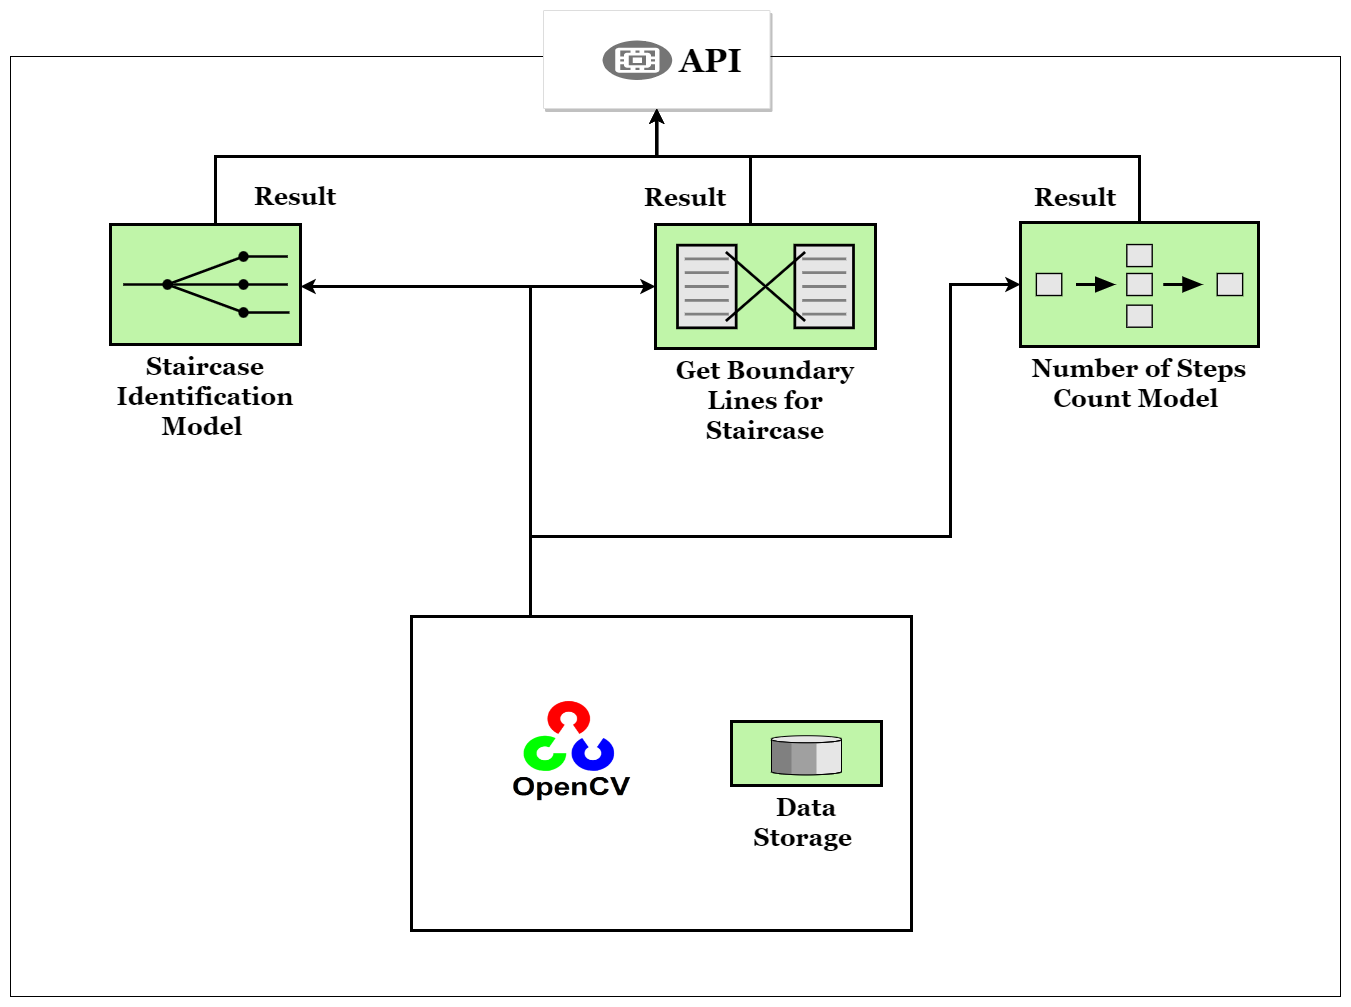 API
Result
Result
Result
Staircase
Identification
Model
Get Boundary
Lines for
Staircase
Number of Steps
Count Model
OpenCV
Data
Storage